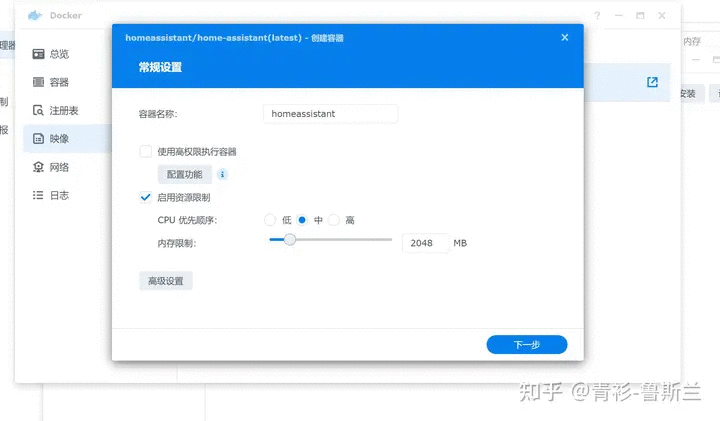 Docker
homeassistant/home-assistant(latest) - 创建容器
常规设置
理器
内存
总览
容器
注册表
映像
网络
日志
制
报
安装
容器名称:
homeassistant
使用高权限执行容器
配置功能
启用资源限制
CPU 优先顺序:
低
中
高
内存限制:
2048
MB
高级设置
下一步
知乎 @青衫-鲁斯兰